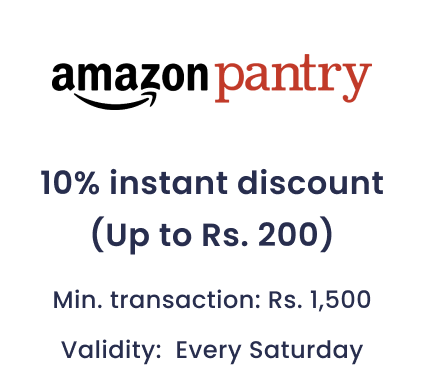 amazon pantry
10% instant discount
(Up to Rs. 200)
Min. transaction: Rs. 1,500
Validity: Every Saturday